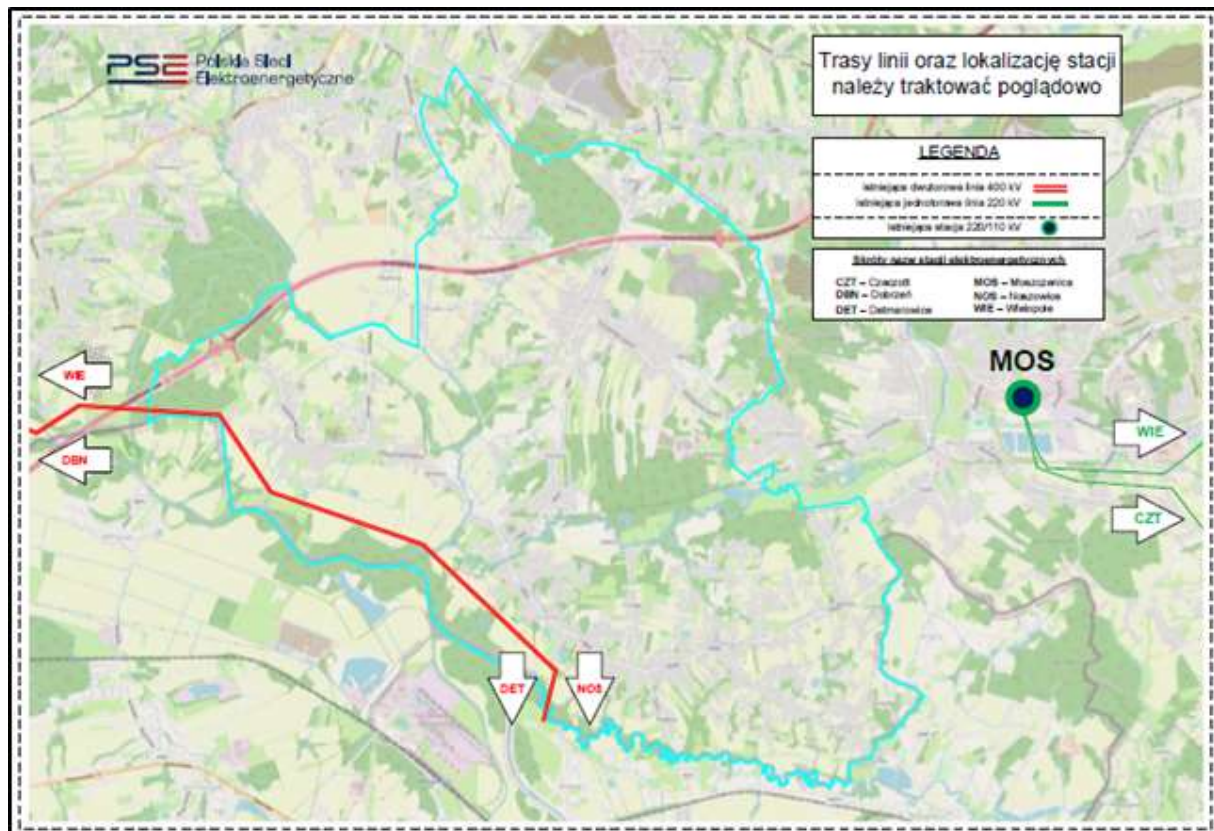 PSE Polskie Sieci
Elektroenergetyczne
Trasy linii oraz lokalizację stacji
należy traktować poglądowo
LEGENDA
Istniejąca dwutorowa linia 400 kV
Istniejąca jednotorowa linia 220 kV
Istniejąca stacja 220/110 kV
Skróty nazw stacji elektroenergetycznych:
CZT – Czeczott
MOS – Moszczenica
DBN – Dobrzeń
NOS – Nosovice
DET – Detmarovice
WIE – Wielopole
MOS
WIE
WIE
DBN
CZT
DET
NOS